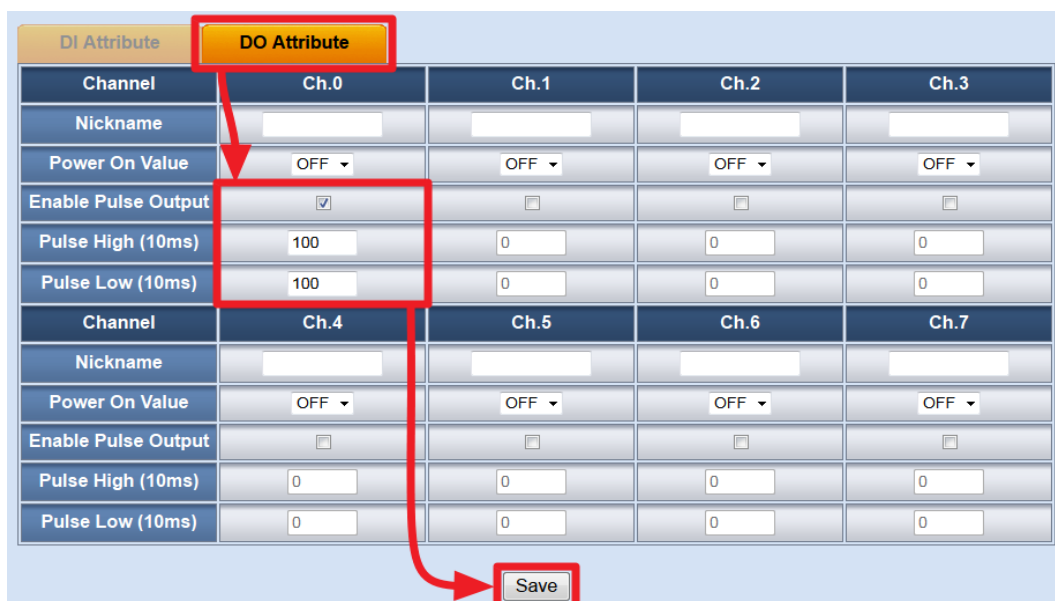 DI Attribute DO Attribute
Channel Ch.0 Ch.1 Ch.2 Ch.3
Nickname
Power On Value OFF OFF OFF OFF
Enable Pulse Output
Pulse High (10ms) 100 0 0 0
Pulse Low (10ms) 100 0 0 0
Channel Ch.4 Ch.5 Ch.6 Ch.7
Nickname
Power On Value OFF OFF OFF OFF
Enable Pulse Output
Pulse High (10ms) 0 0 0 0
Pulse Low (10ms) 0 0 0 0
Save